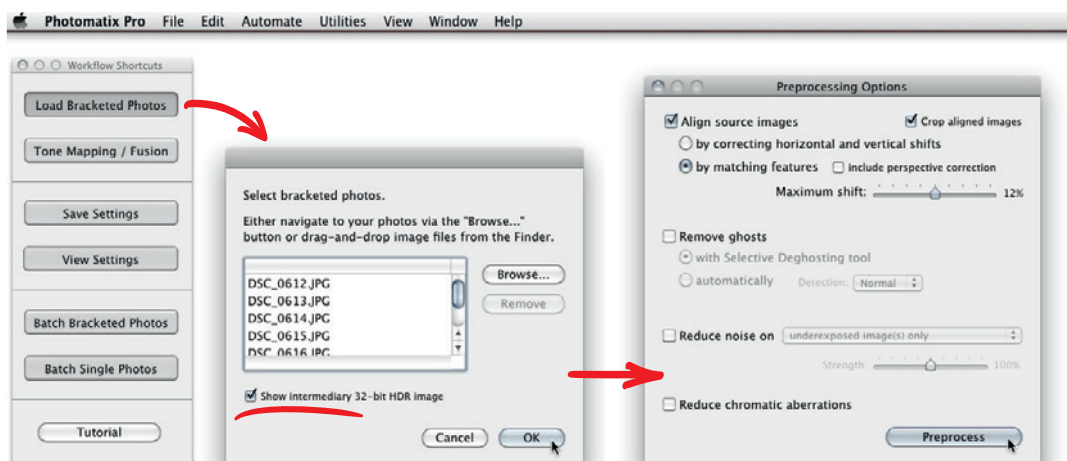 Photomatix Pro File Edit Automate Utilities View Window Help
Workflow Shortcuts
Load Bracketed Photos
Tone Mapping / Fusion
Save Settings
View Settings
Batch Bracketed Photos
Batch Single Photos
Tutorial
Select bracketed photos.
Either navigate to your photos via the "Browse..."
button or drag-and-drop image files from the Finder.
DSC_0612.JPG
DSC_0613.JPG
DSC_0614.JPG
DSC_0615.JPG
DSC_0616.JPG
Browse...
Remove
Show intermediary 32-bit HDR image
Cancel OK
Preprocessing Options
Align source images Crop aligned images
by correcting horizontal and vertical shifts
by matching features include perspective correction
Maximum shift: 12%
Remove ghosts
with Selective Deghosting tool
automatically Detection: Normal
Reduce noise on underexposed image(s) only
Strength: 100%
Reduce chromatic aberrations
Preprocess